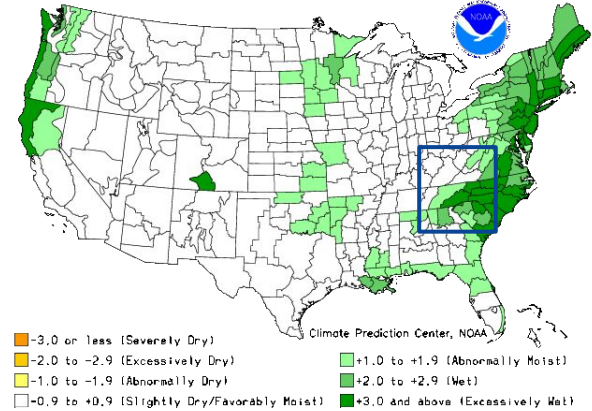 NOAA
Climate Prediction Center, NOAA
-3.0 or less (Severely Dry)
-2.0 to -2.9 (Excessively Dry)
-1.0 to -1.9 (Abnormally Dry)
-0.9 to +0.9 (Slightly Dry/Favorably Moist)
+1.0 to +1.9 (Abnormally Moist)
+2.0 to +2.9 (Wet)
+3.0 and above (Excessively Wet)